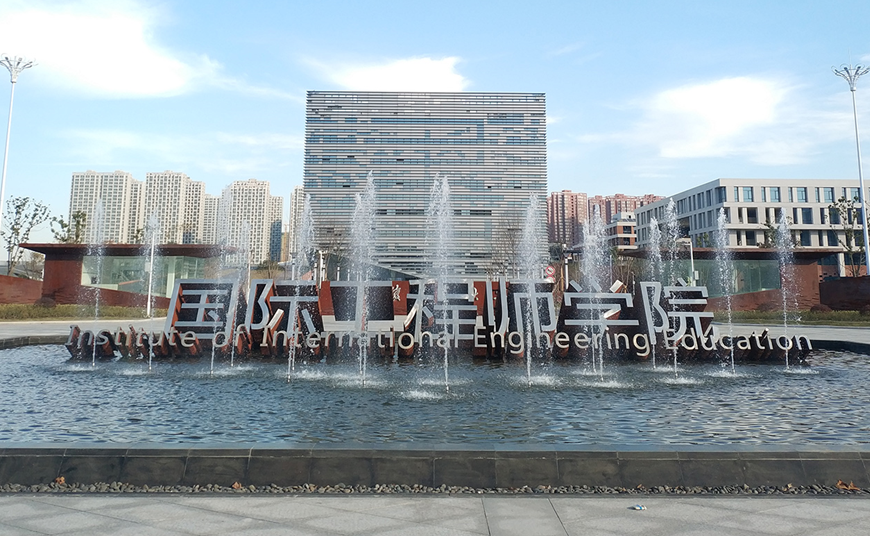 国际工程师学院
Institute of International Engineering Education